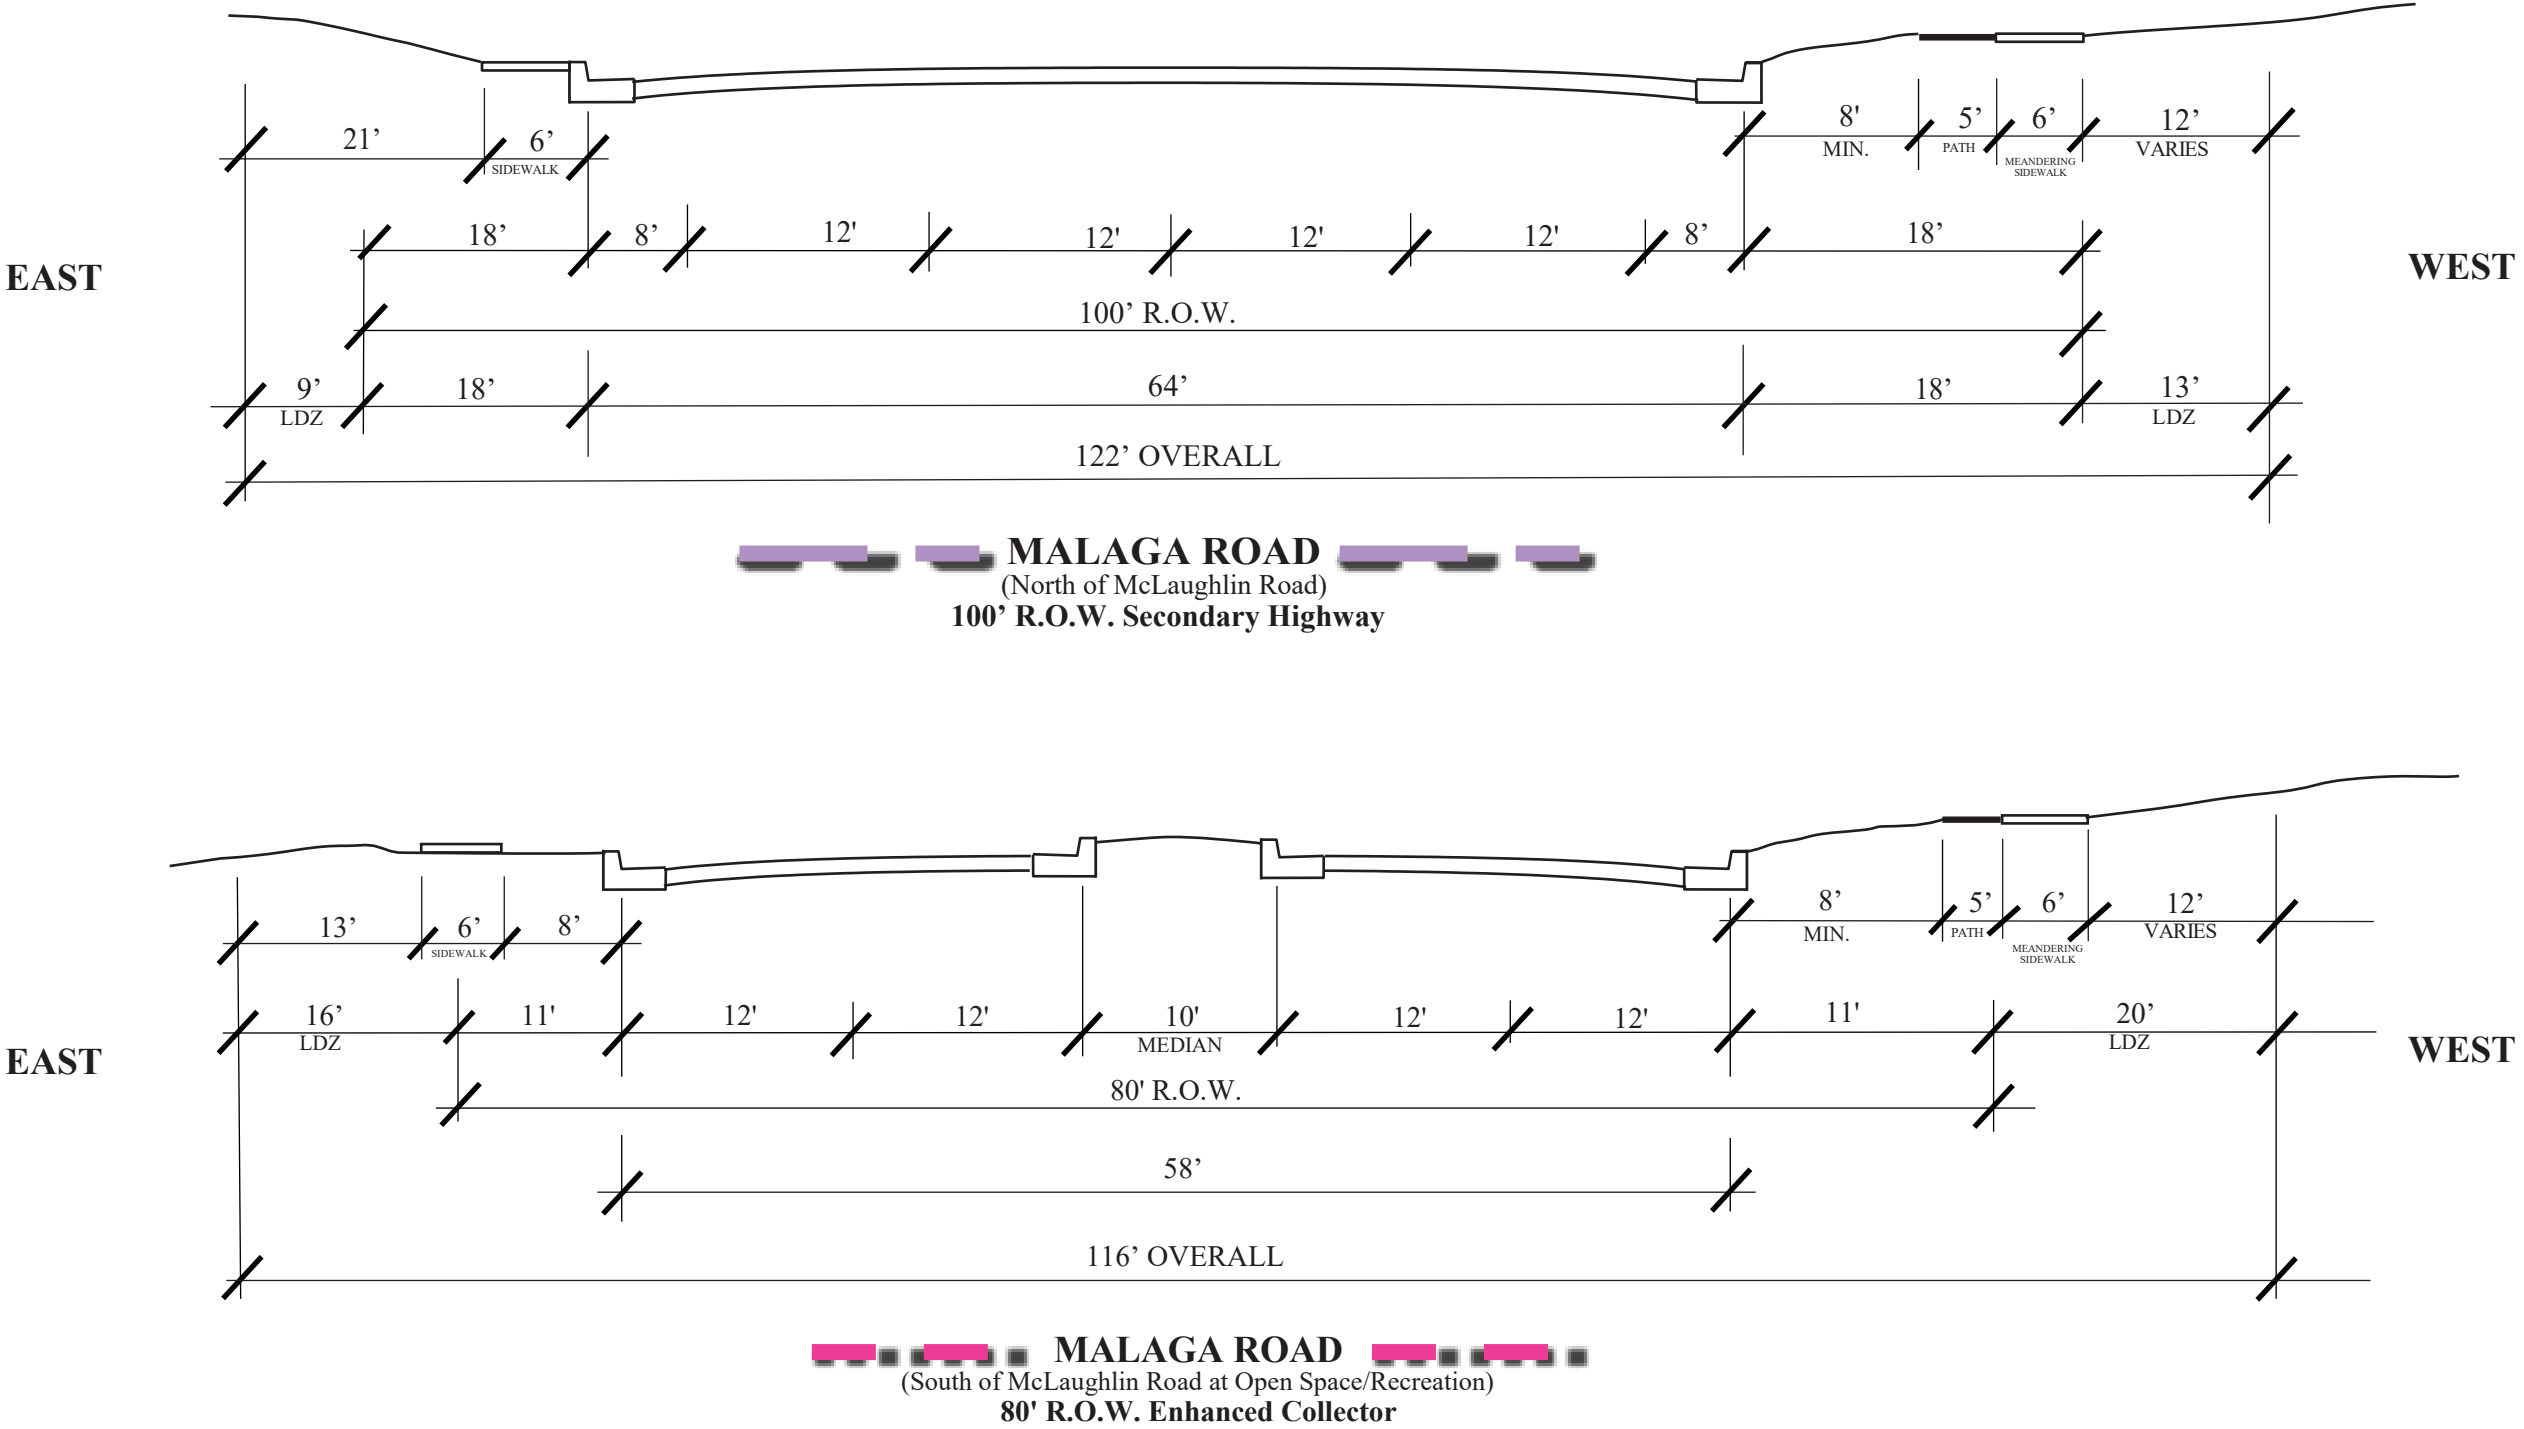 21’ 6’ 8' 5’ 6’ 12’
SIDEWALK MIN. PATH MEANDERING SIDEWALK VARIES
18’ 8’ 12' 12' 12' 12' 8’ 18’
EAST WEST
100’ R.O.W.
9’ 18’ 64’ 18’ 13’
LDZ LDZ
122’ OVERALL
MALAGA ROAD
(North of McLaughlin Road)
100’ R.O.W. Secondary Highway
13’ 6’ 8’ 8’ 5’ 6’ 12’
SIDEWALK MIN. PATH MEANDERING SIDEWALK VARIES
16’ 11' 12' 12' 10' 12' 12' 11' 20’
LDZ MEDIAN LDZ
EAST WEST
80' R.O.W.
58’
116’ OVERALL
MALAGA ROAD
(South of McLaughlin Road at Open Space/Recreation)
80' R.O.W. Enhanced Collector